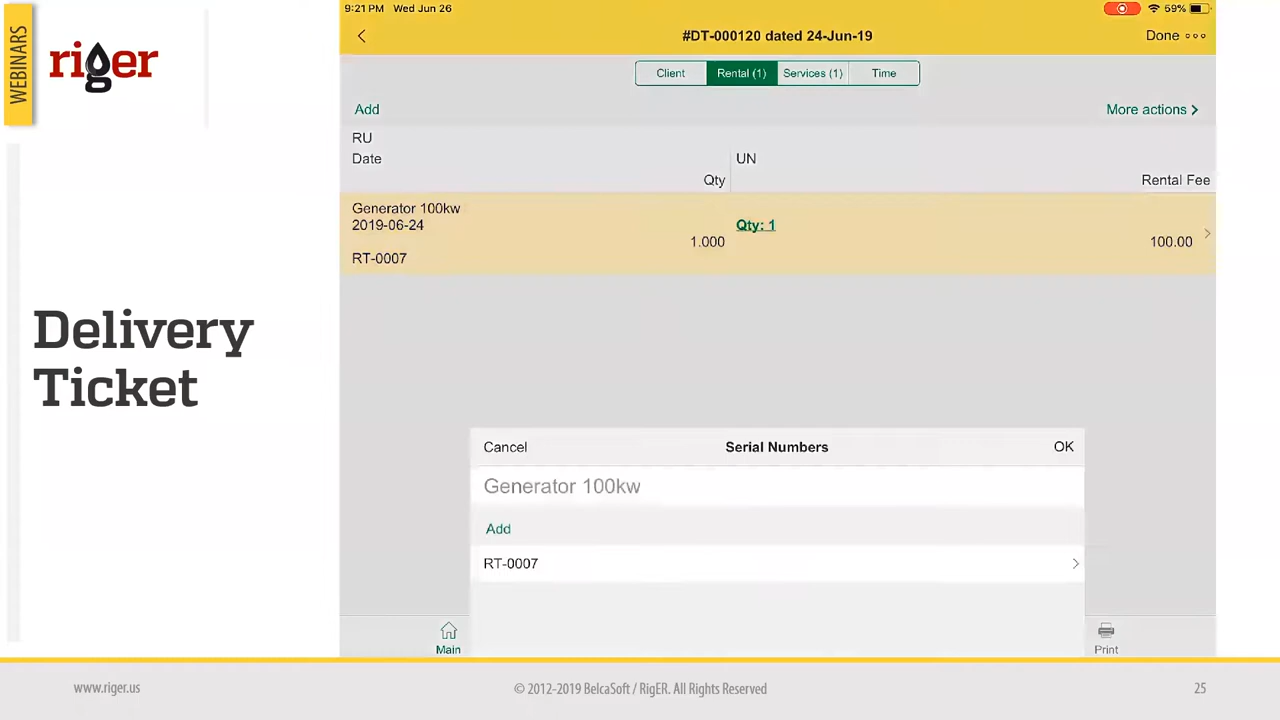 WEBINARS
riger
Delivery
Ticket
9:21 PM Wed Jun 26
59%
#DT-000120 dated 24-Jun-19
Done
Client
Rental (1)
Services (1)
Time
Add
More actions
RU
Date
UN
Qty
Rental Fee
Generator 100kw
2019-06-24
Qty: 1
1.000
100.00
RT-0007
Cancel
Serial Numbers
OK
Generator 100kw
Add
RT-0007
Main
Print
www.riger.us
© 2012-2019 BelcaSoft / RigER. All Rights Reserved
25